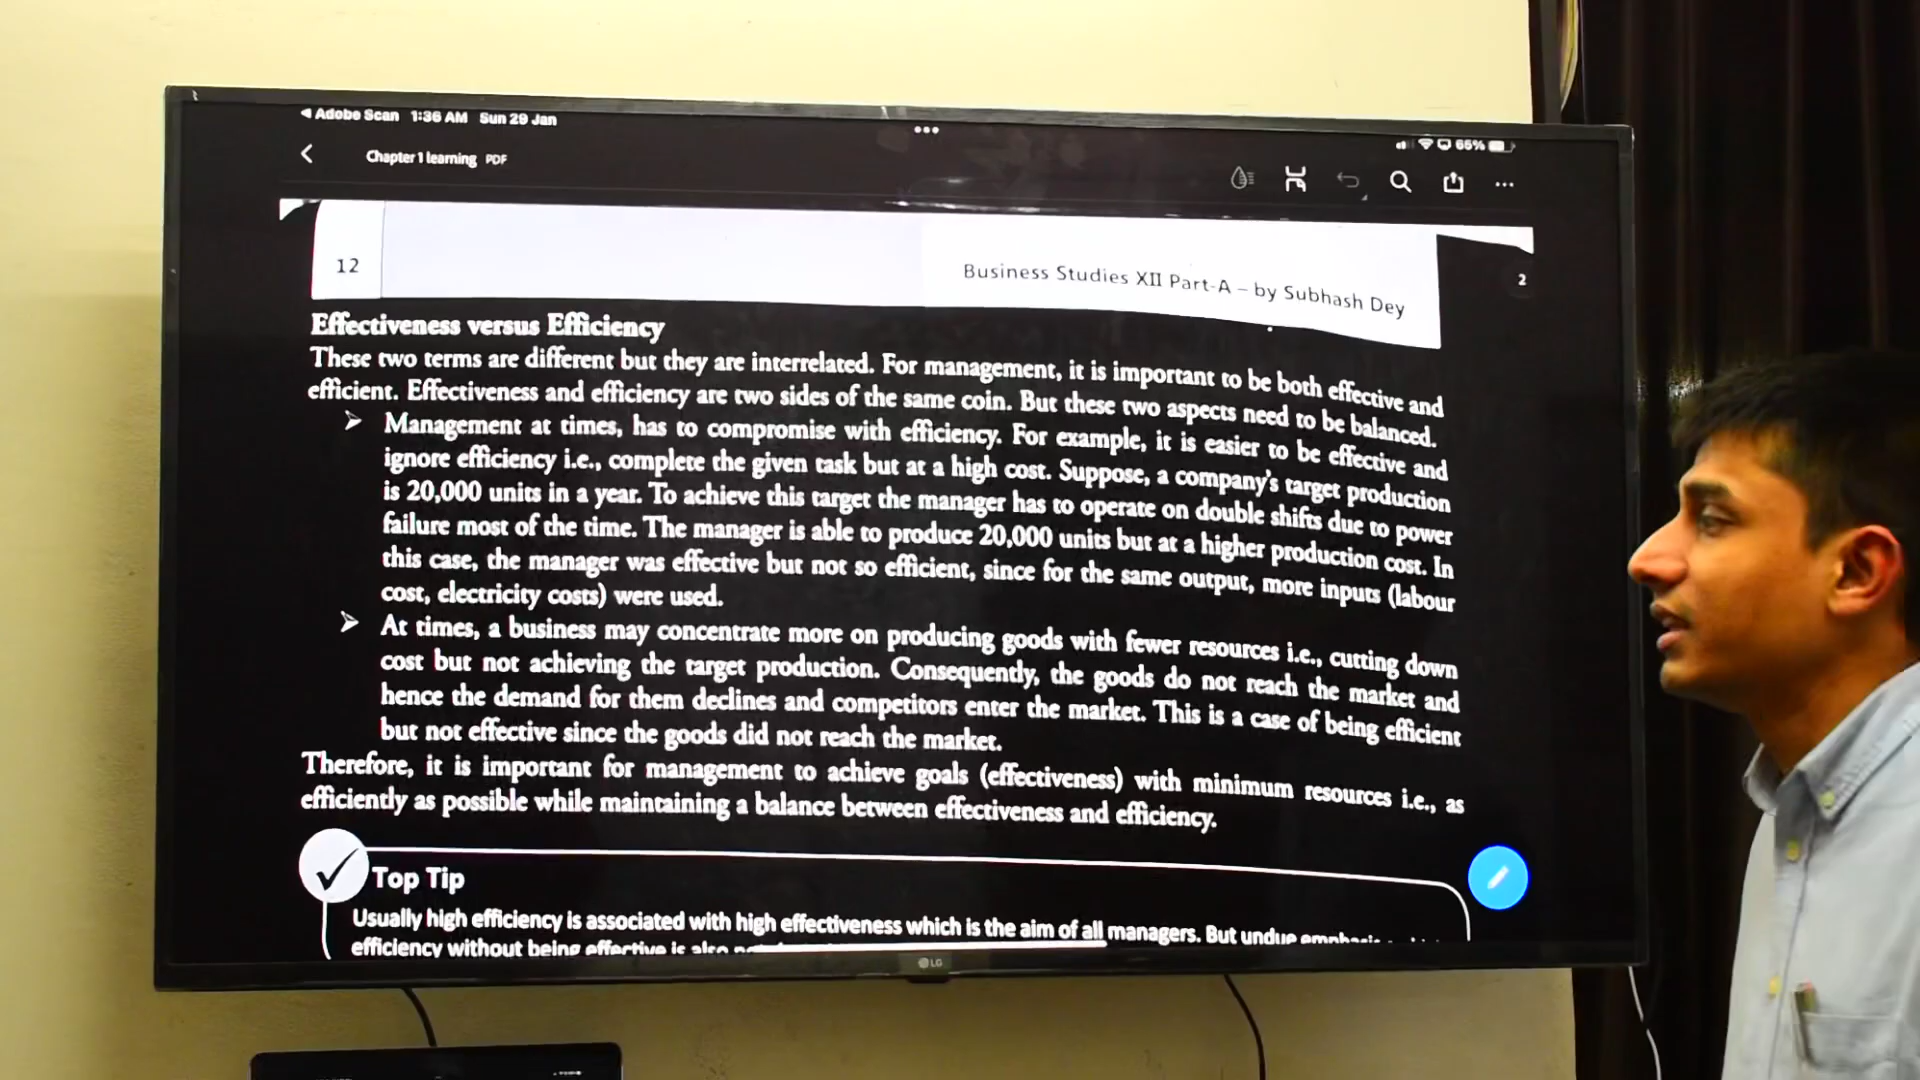 Adobe Scan 1:36 AM Sun 29 Jan
65%
Chapter 1 learning PDF
12
Business Studies XII Part-A – by Subhash Dey
2
Effectiveness versus Efficiency
These two terms are different but they are interrelated. For management, it is important to be both effective and
efficient. Effectiveness and efficiency are two sides of the same coin. But these two aspects need to be balanced.
➤ Management at times, has to compromise with efficiency. For example, it is easier to be effective and
ignore efficiency i.e., complete the given task but at a high cost. Suppose, a company's target production
is 20,000 units in a year. To achieve this target the manager has to operate on double shifts due to power
failure most of the time. The manager is able to produce 20,000 units but at a higher production cost. In
this case, the manager was effective but not so efficient, since for the same output, more inputs (labour
cost, electricity costs) were used.
➤ At times, a business may concentrate more on producing goods with fewer resources i.e., cutting down
cost but not achieving the target production. Consequently, the goods do not reach the market and
hence the demand for them declines and competitors enter the market. This is a case of being efficient
but not effective since the goods did not reach the market.
Therefore, it is important for management to achieve goals (effectiveness) with minimum resources i.e., as
efficiently as possible while maintaining a balance between effectiveness and efficiency.
Top Tip
Usually high efficiency is associated with high effectiveness which is the aim of all managers. But undue emphasis
efficiency without being effective is also
LG